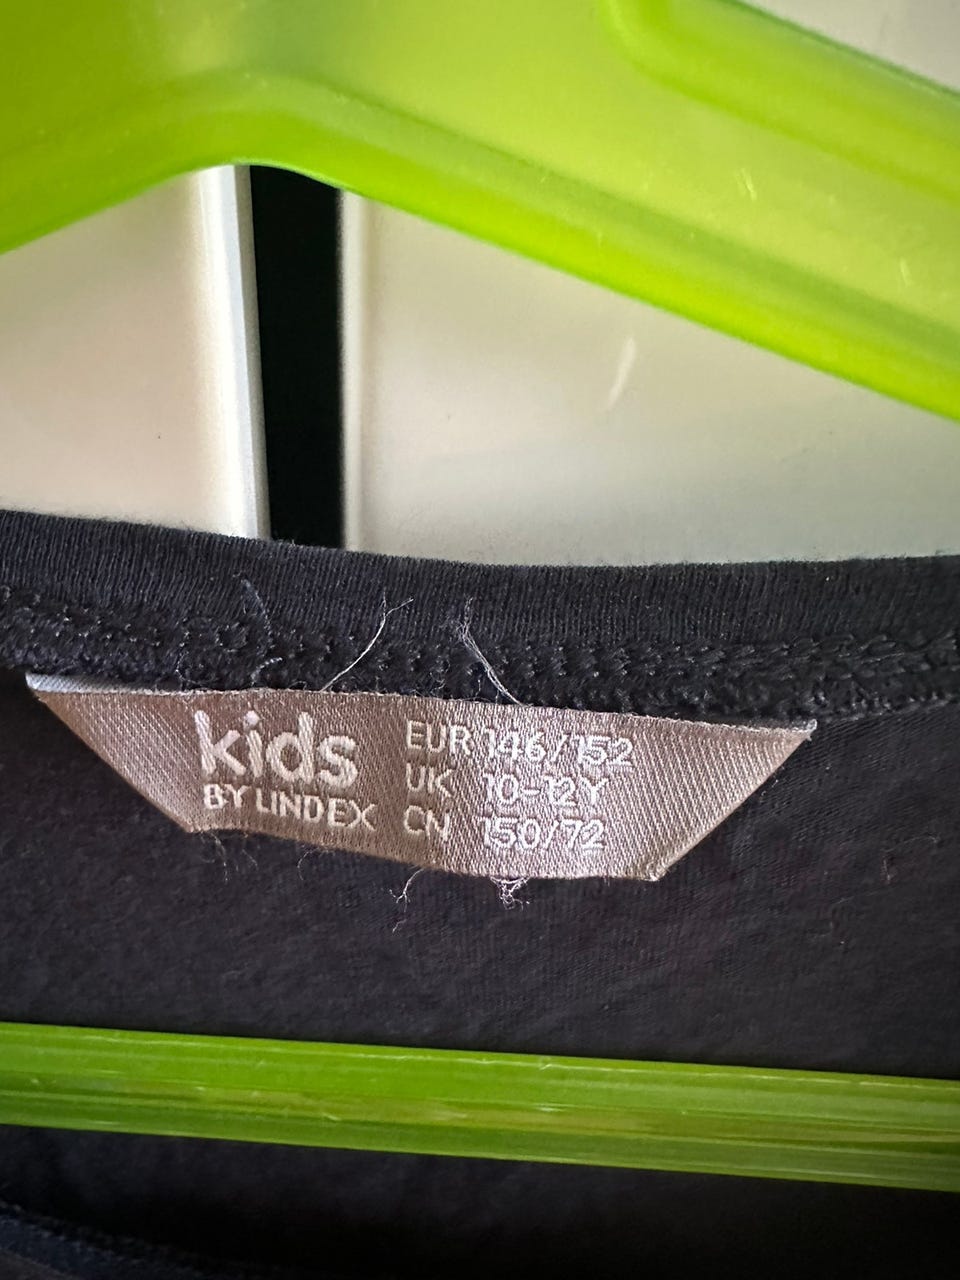 kids
BY LINDEX
EUR 146/152
UK 10-12Y
CN 150/72